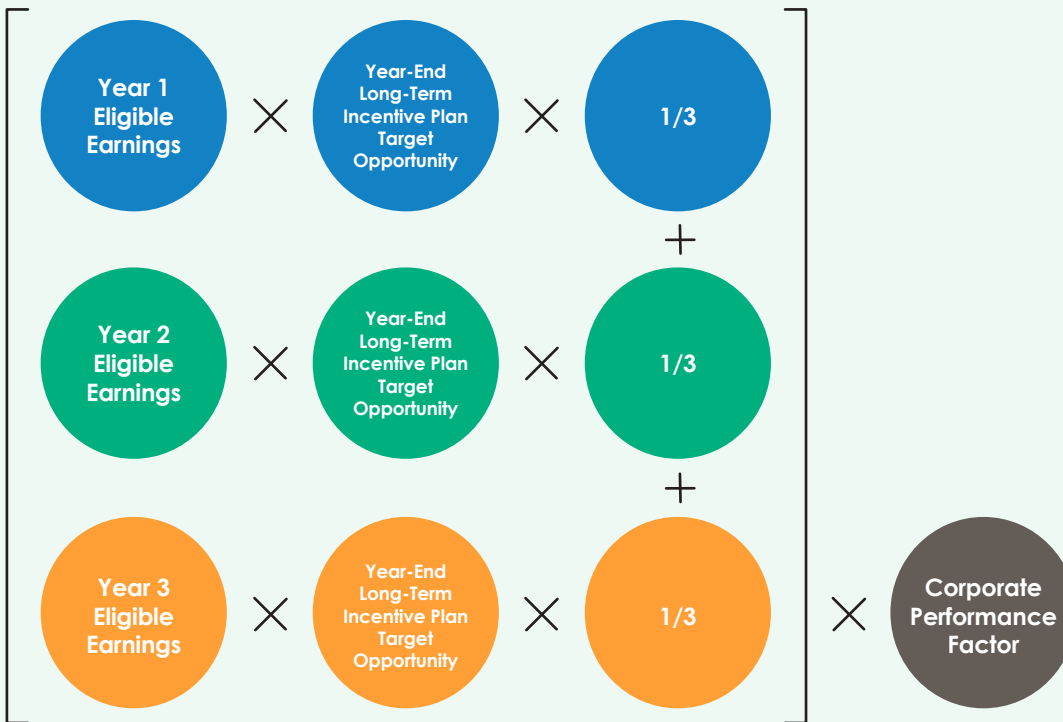 Year 1
Eligible
Earnings
×
Year-End
Long-Term
Incentive Plan
Target
Opportunity
×
1/3
+
Year 2
Eligible
Earnings
×
Year-End
Long-Term
Incentive Plan
Target
Opportunity
×
1/3
+
Year 3
Eligible
Earnings
×
Year-End
Long-Term
Incentive Plan
Target
Opportunity
×
1/3
×
Corporate
Performance
Factor